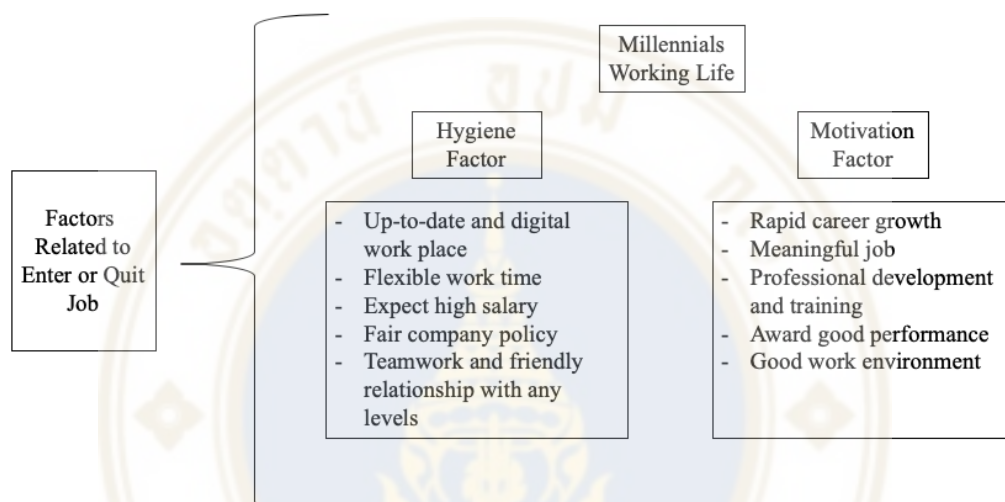 Millennials
Working Life
Hygiene
Factor
Motivation
Factor
Factors
Related to
Enter or Quit
Job
- Up-to-date and digital
work place
- Flexible work time
- Expect high salary
- Fair company policy
- Teamwork and friendly
relationship with any
levels
- Rapid career growth
- Meaningful job
- Professional development
and training
- Award good performance
- Good work environment